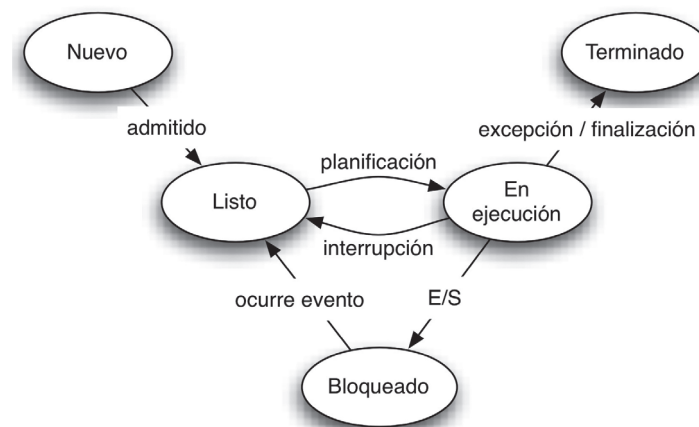 Nuevo
Terminado
admitido
excepción / finalización
planificación
Listo
En
ejecución
interrupción
ocurre evento
E/S
Bloqueado